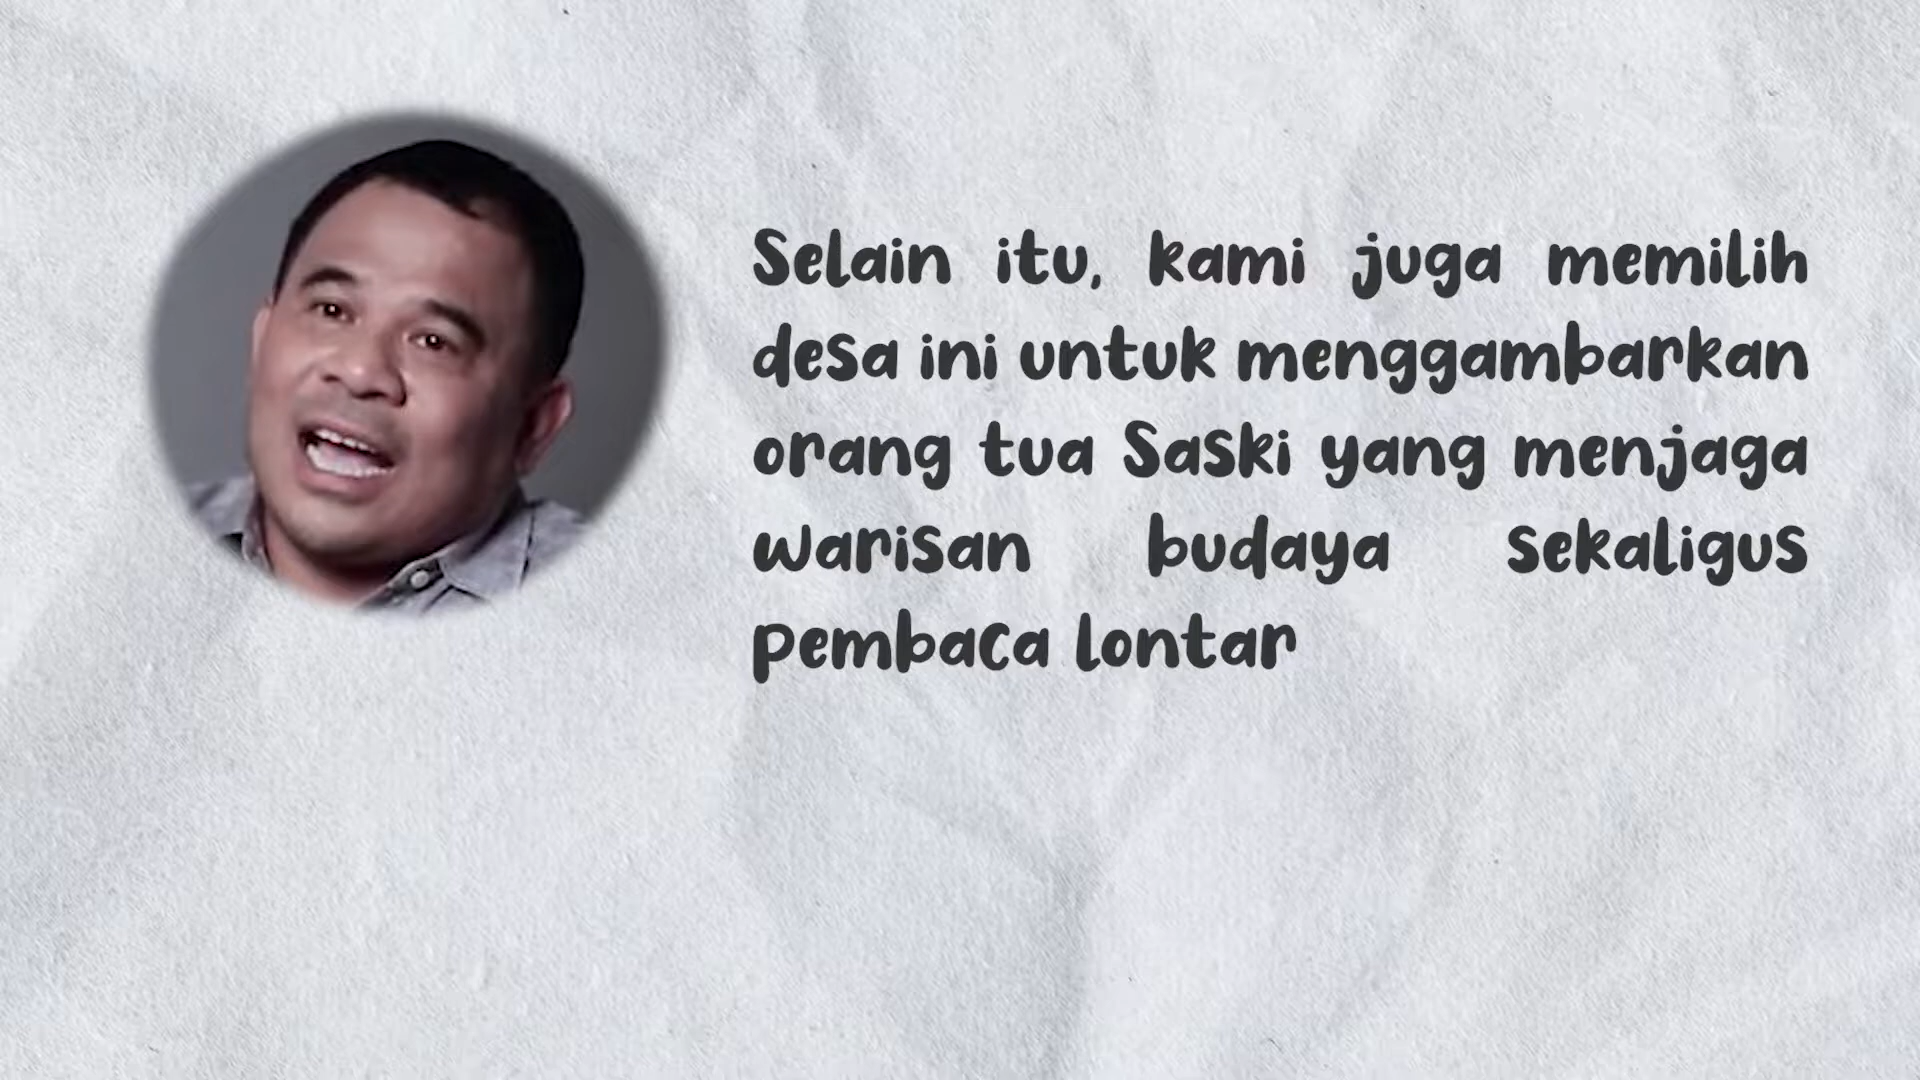 Selain itu, kami juga memilih
desa ini untuk menggambarkan
orang tua Saski yang menjaga
warisan budaya sekaligus
pembaca lontar